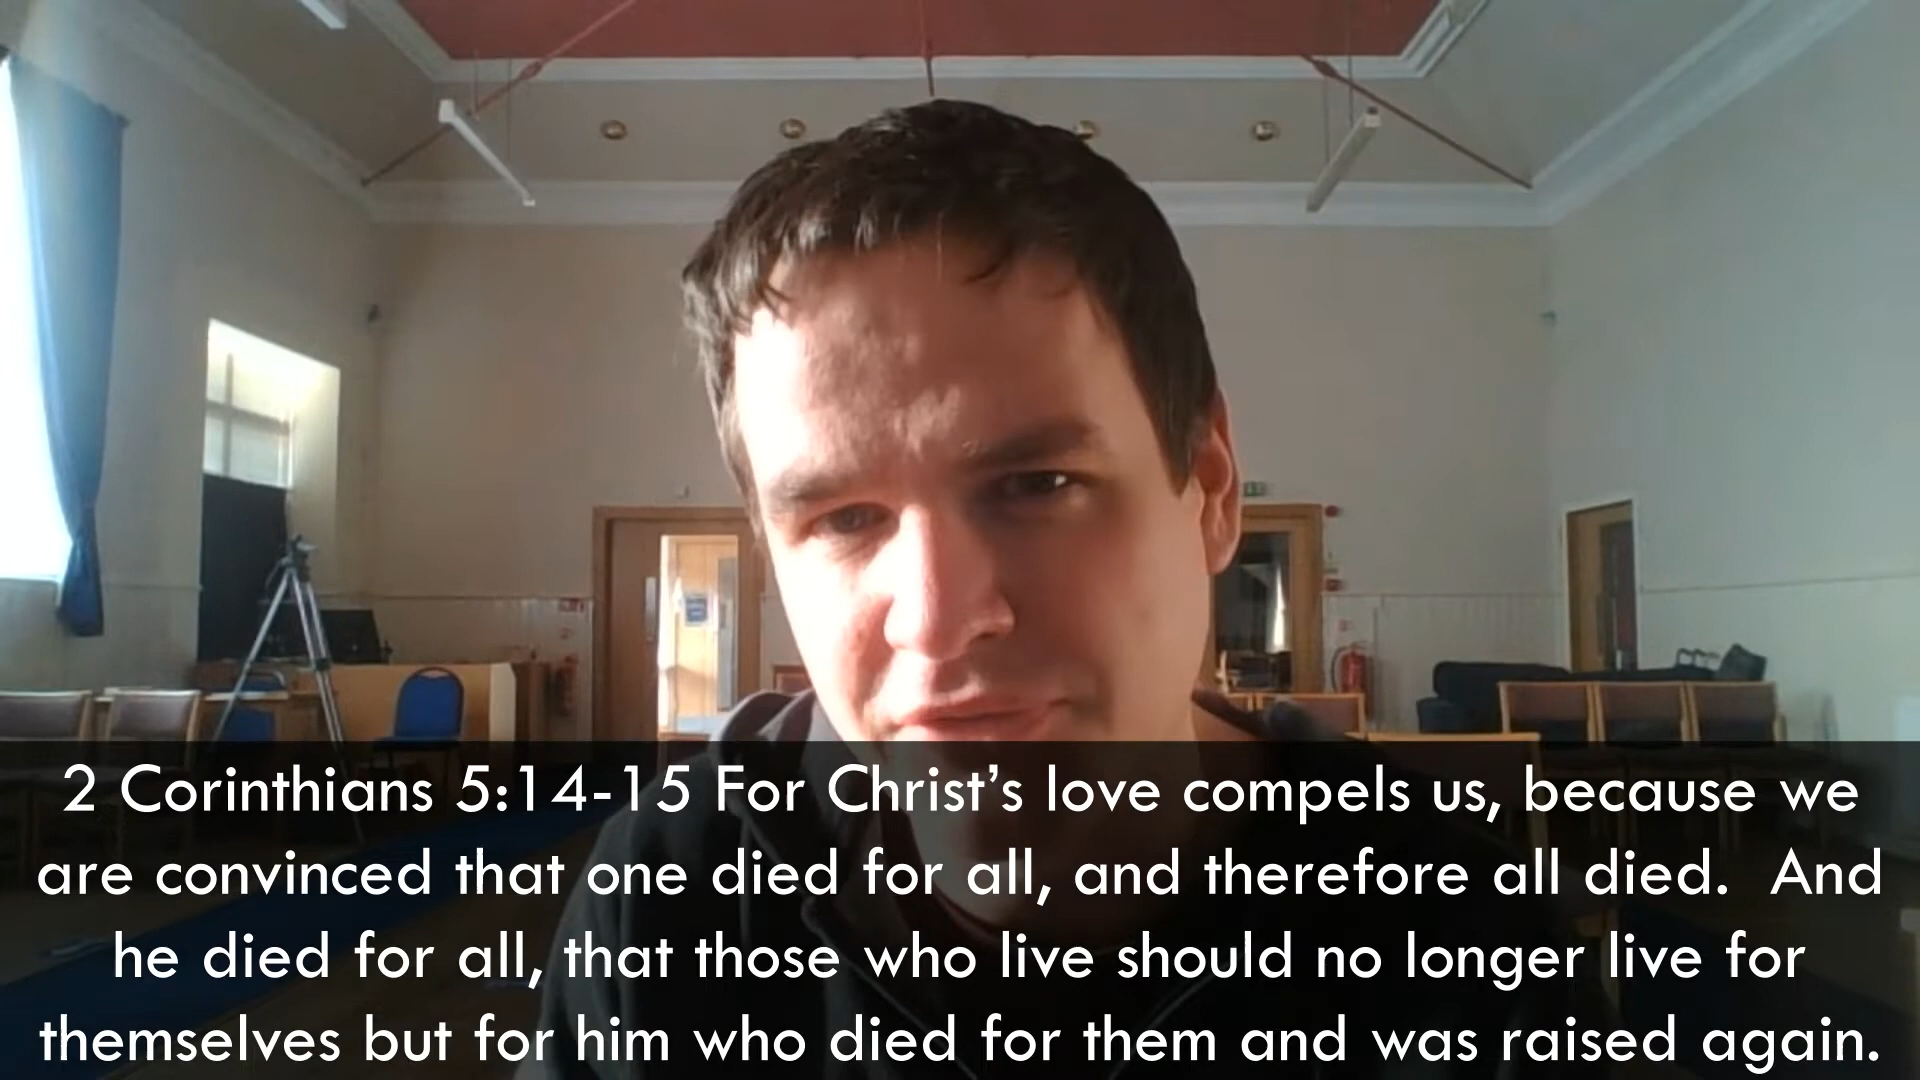 2 Corinthians 5:14-15 For Christ’s love compels us, because we
are convinced that one died for all, and therefore all died.  And
he died for all, that those who live should no longer live for
themselves but for him who died for them and was raised again.